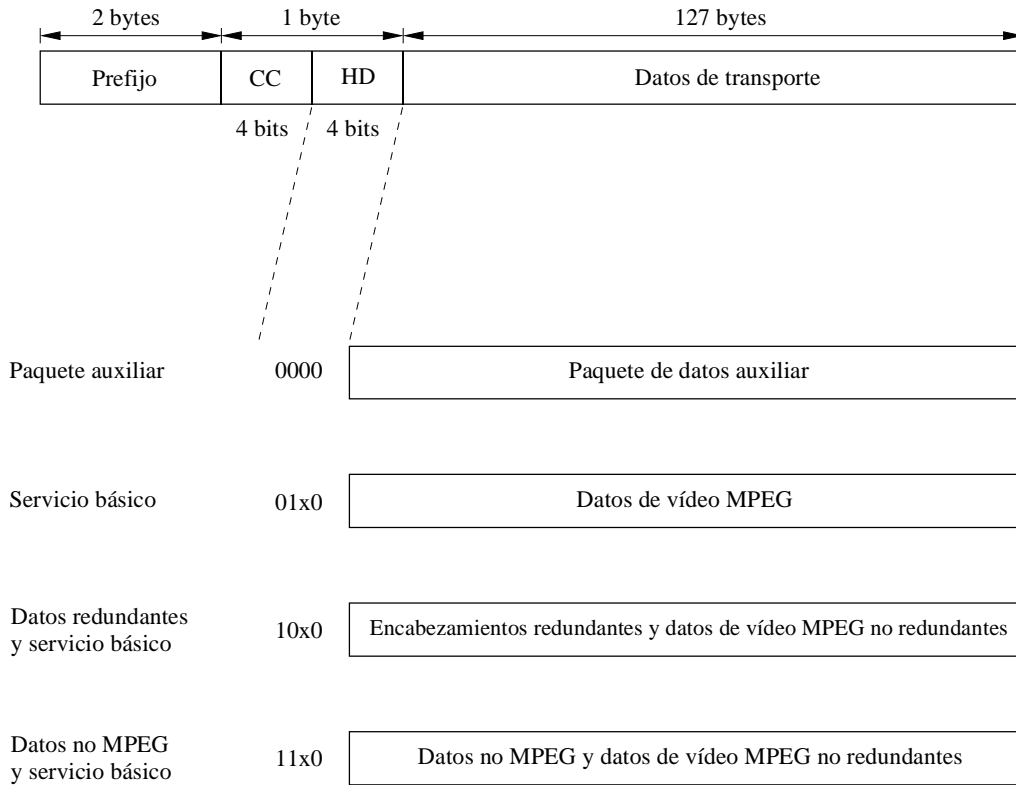 2 bytes 1 byte 127 bytes
Prefijo CC HD Datos de transporte
4 bits 4 bits
Paquete auxiliar 0000 Paquete de datos auxiliar
Servicio básico 01x0 Datos de vídeo MPEG
Datos redundantes
y servicio básico 10x0 Encabezamientos redundantes y datos de vídeo MPEG no redundantes
Datos no MPEG
y servicio básico 11x0 Datos no MPEG y datos de vídeo MPEG no redundantes